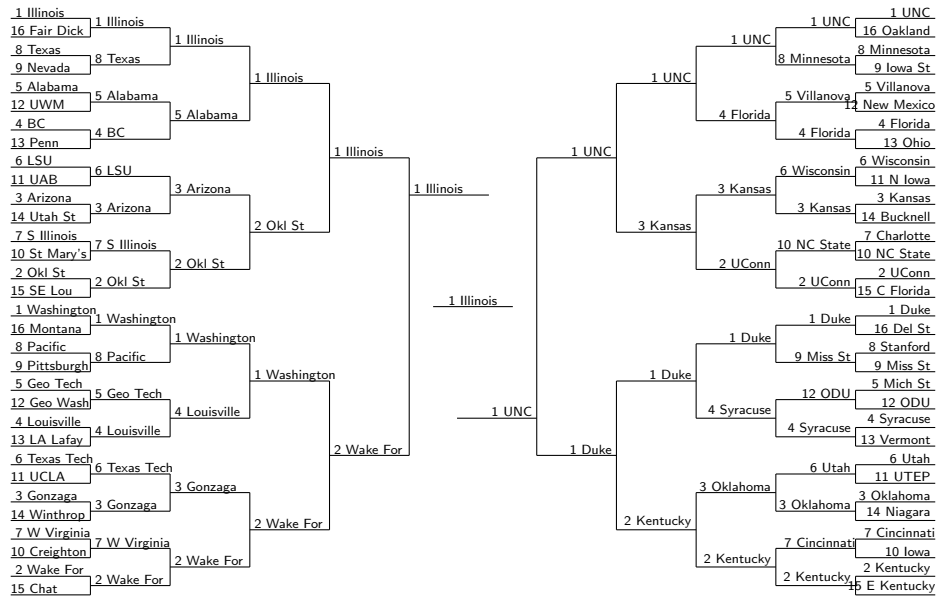 1 Illinois
16 Fair Dick
8 Texas
9 Nevada
5 Alabama
12 UWM
4 BC
13 Penn
6 LSU
11 UAB
3 Arizona
14 Utah St
7 S Illinois
10 St Mary's
2 Okl St
15 SE Lou
1 Washington
16 Montana
8 Pacific
9 Pittsburgh
5 Geo Tech
12 Geo Wash
4 Louisville
13 LA Lafay
6 Texas Tech
11 UCLA
3 Gonzaga
14 Winthrop
7 W Virginia
10 Creighton
2 Wake For
15 Chat
1 Illinois
8 Texas
5 Alabama
4 BC
6 LSU
3 Arizona
7 S Illinois
2 Okl St
1 Washington
8 Pacific
5 Geo Tech
4 Louisville
6 Texas Tech
3 Gonzaga
7 W Virginia
2 Wake For
1 Illinois
5 Alabama
3 Arizona
2 Okl St
1 Washington
4 Louisville
3 Gonzaga
2 Wake For
1 Illinois
2 Okl St
1 Washington
2 Wake For
1 Illinois
2 Wake For
1 Illinois
1 Illinois
1 UNC
1 UNC
1 Duke
1 UNC
3 Kansas
1 Duke
2 Kentucky
1 UNC
4 Florida
3 Kansas
2 UConn
1 Duke
4 Syracuse
3 Oklahoma
2 Kentucky
1 UNC
8 Minnesota
5 Villanova
4 Florida
6 Wisconsin
3 Kansas
10 NC State
2 UConn
1 Duke
9 Miss St
12 ODU
4 Syracuse
6 Utah
3 Oklahoma
7 Cincinnati
2 Kentucky
1 UNC
16 Oakland
8 Minnesota
9 Iowa St
5 Villanova
12 New Mexico
4 Florida
13 Ohio
6 Wisconsin
11 N Iowa
3 Kansas
14 Bucknell
7 Charlotte
10 NC State
2 UConn
15 C Florida
1 Duke
16 Del St
8 Stanford
9 Miss St
5 Mich St
12 ODU
4 Syracuse
13 Vermont
6 Utah
11 UTEP
3 Oklahoma
14 Niagara
7 Cincinnati
10 Iowa
2 Kentucky
15 E Kentucky